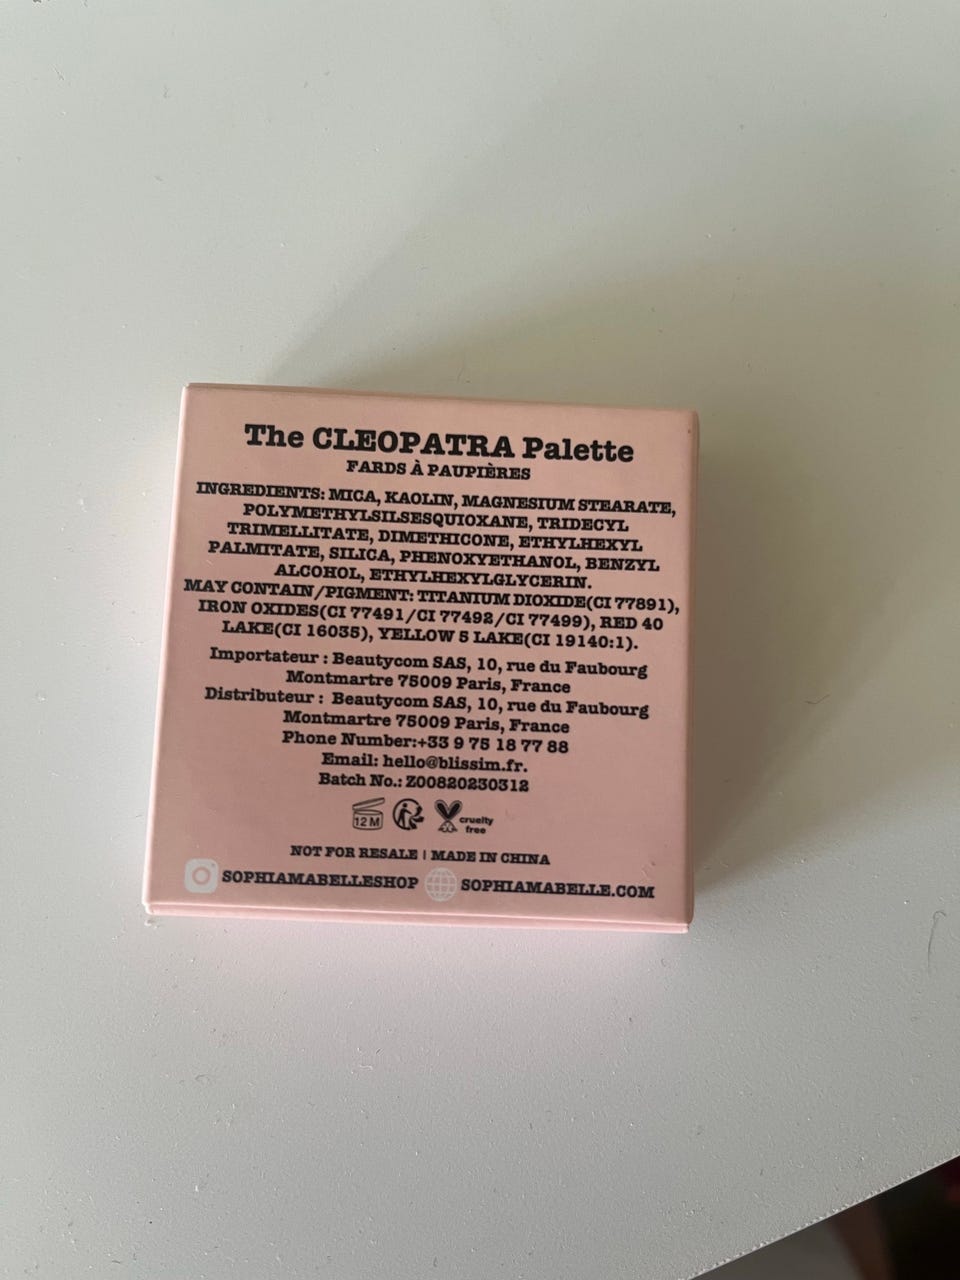 The CLEOPATRA Palette
FARDS À PAUPIÈRES
INGREDIENTS: MICA, KAOLIN, MAGNESIUM STEARATE,
POLYMETHYLSILSESQUIOXANE, TRIDECYL
TRIMELLITATE, DIMETHICONE, ETHYLHEXYL
PALMITATE, SILICA, PHENOXYETHANOL, BENZYL
ALCOHOL, ETHYLHEXYLGLYCERIN.
MAY CONTAIN/PIGMENT: TITANIUM DIOXIDE(CI 77891),
IRON OXIDES(CI 77491/CI 77492/CI 77499), RED 40
LAKE(CI 16035), YELLOW 5 LAKE(CI 19140:1).
Importateur : Beautycom SAS, 10, rue du Faubourg
Montmartre 75009 Paris, France
Distributeur : Beautycom SAS, 10, rue du Faubourg
Montmartre 75009 Paris, France
Phone Number:+33 9 75 18 77 88
Email: hello@blissim.fr.
Batch No.: Z00820230312
12 M
cruelty
free
NOT FOR RESALE | MADE IN CHINA
SOPHIAMABELLESHOP SOPHIAMABELLE.COM